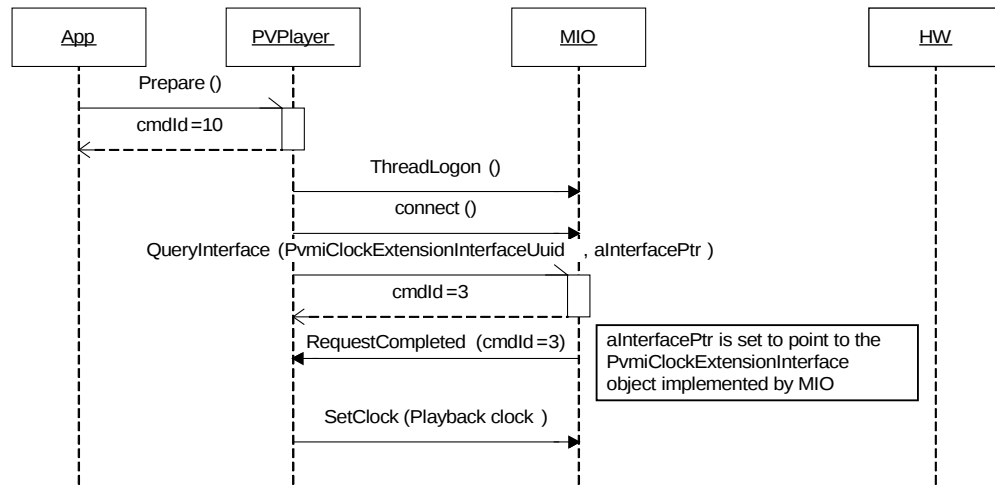 App PVPlayer MIO HW
Prepare ()
cmdId =10
ThreadLogon ()
connect ()
QueryInterface (PvmiClockExtensionInterfaceUuid , aInterfacePtr )
cmdId =3
RequestCompleted (cmdId =3)
aInterfacePtr is set to point to the
PvmiClockExtensionInterface
object implemented by MIO
SetClock (Playback clock )